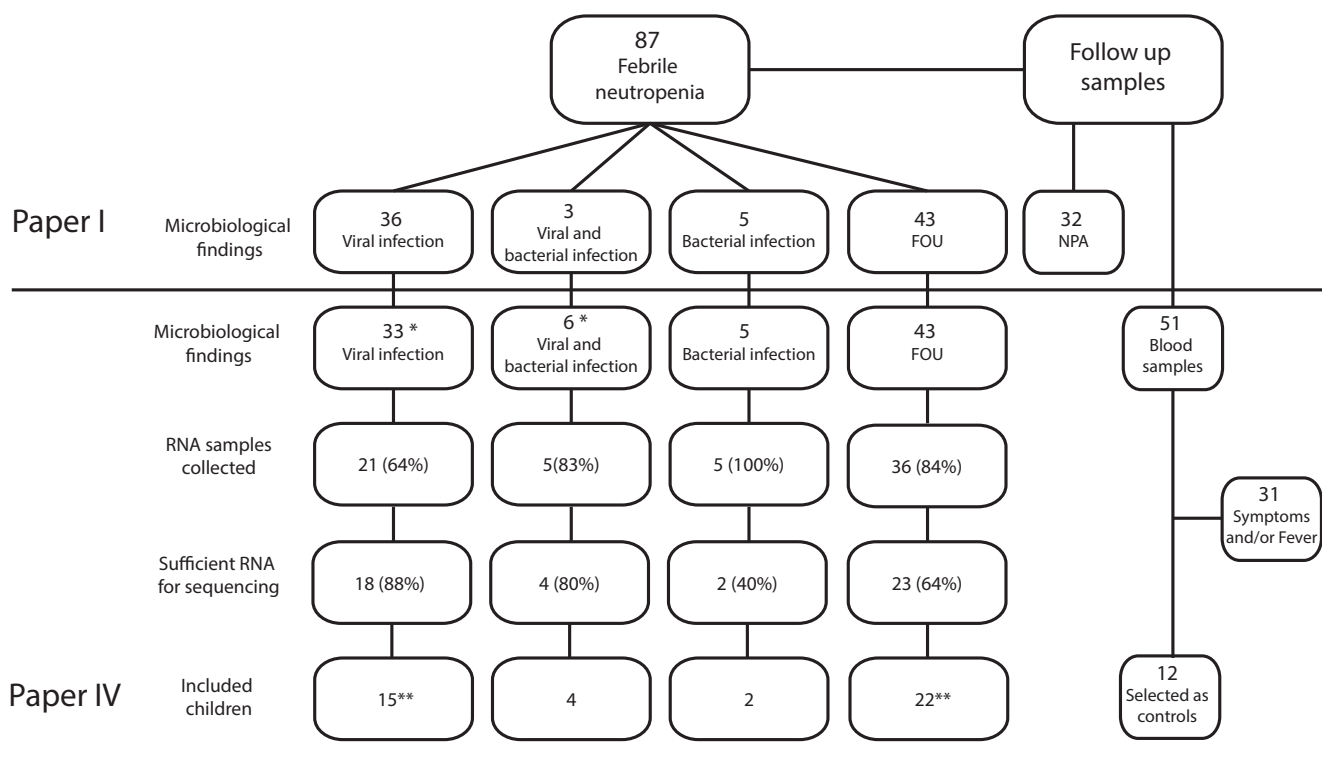 87
Febrile
neutropenia
Follow up
samples
Paper I
Microbiological
findings
36
Viral infection
3
Viral and
bacterial infection
5
Bacterial infection
43
FOU
32
NPA
Microbiological
findings
33 *
Viral infection
6 *
Viral and
bacterial infection
5
Bacterial infection
43
FOU
51
Blood
samples
RNA samples
collected
21 (64%)
5(83%)
5 (100%)
36 (84%)
31
Symptoms
and/or Fever
Sufficient RNA
for sequencing
18 (88%)
4 (80%)
2 (40%)
23 (64%)
Paper IV
Included
children
15**
4
2
22**
12
Selected as
controls